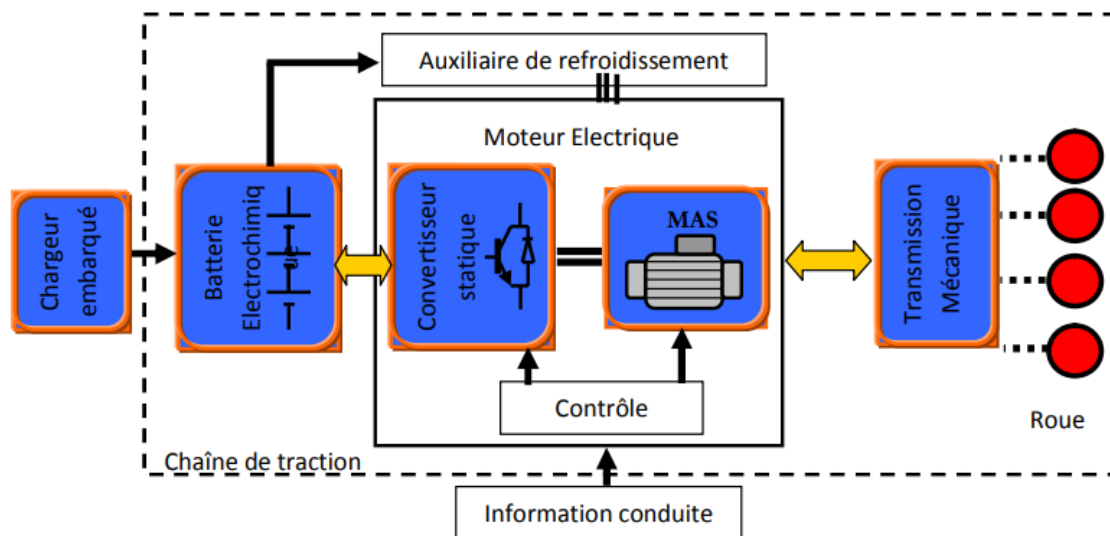 Auxiliaire de refroidissement
Moteur Electrique
Chargeur
embarqué
Batterie
Electrochimiq
ue
Convertisseur
statique
MAS
Transmission
Mécanique
Contrôle
Roue
Chaîne de traction
Information conduite